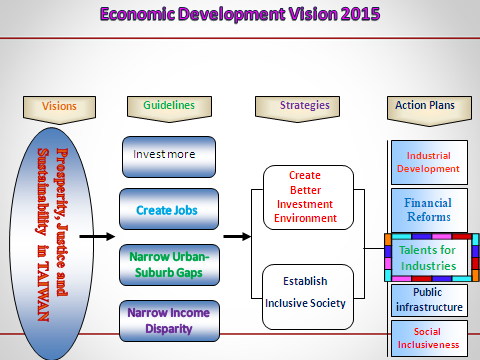 Economic Development Vision 2015
Visions
Guidelines
Strategies
Action Plans
Prosperity, Justice and
Sustainability in TAIWAN
Invest more
Create Jobs
Narrow Urban-
Suburb Gaps
Narrow Income
Disparity
Create
Better
Investment
Environment
Establish
Inclusive Society
Industrial
Development
Financial
Reforms
Talents for
Industries
Public
infrastructure
Social
Inclusiveness